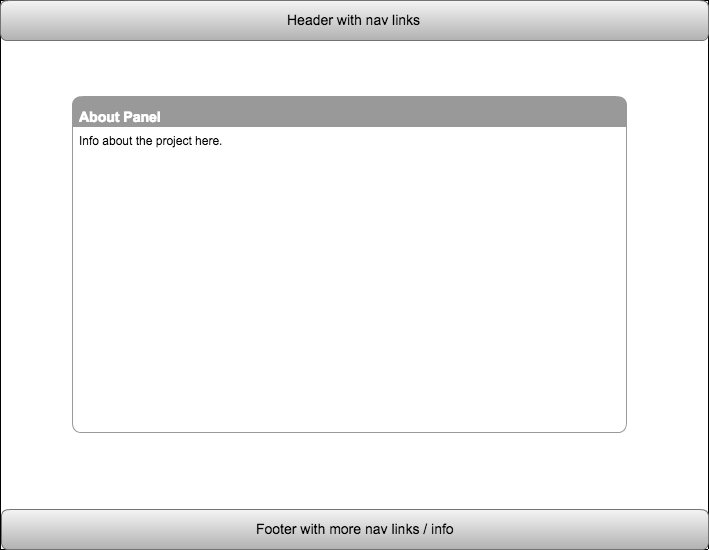 Header with nav links
About Panel
Info about the project here.
Footer with more nav links / info